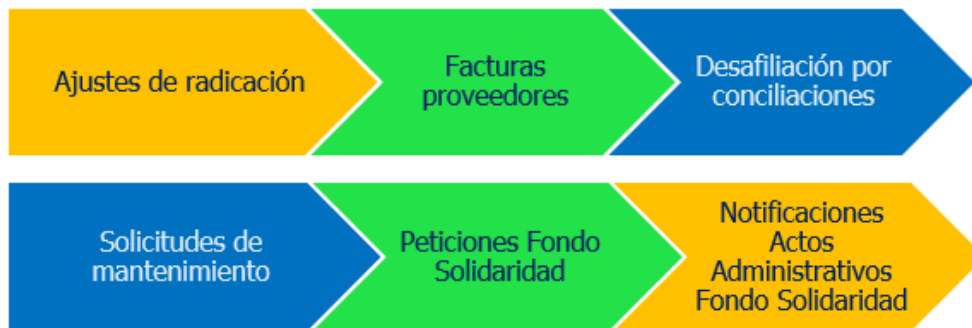 Ajustes de radicación
Facturas
proveedores
Desafiliación por
conciliaciones
Solicitudes de
mantenimiento
Peticiones Fondo
Solidaridad
Notificaciones
Actos
Administrativos
Fondo Solidaridad